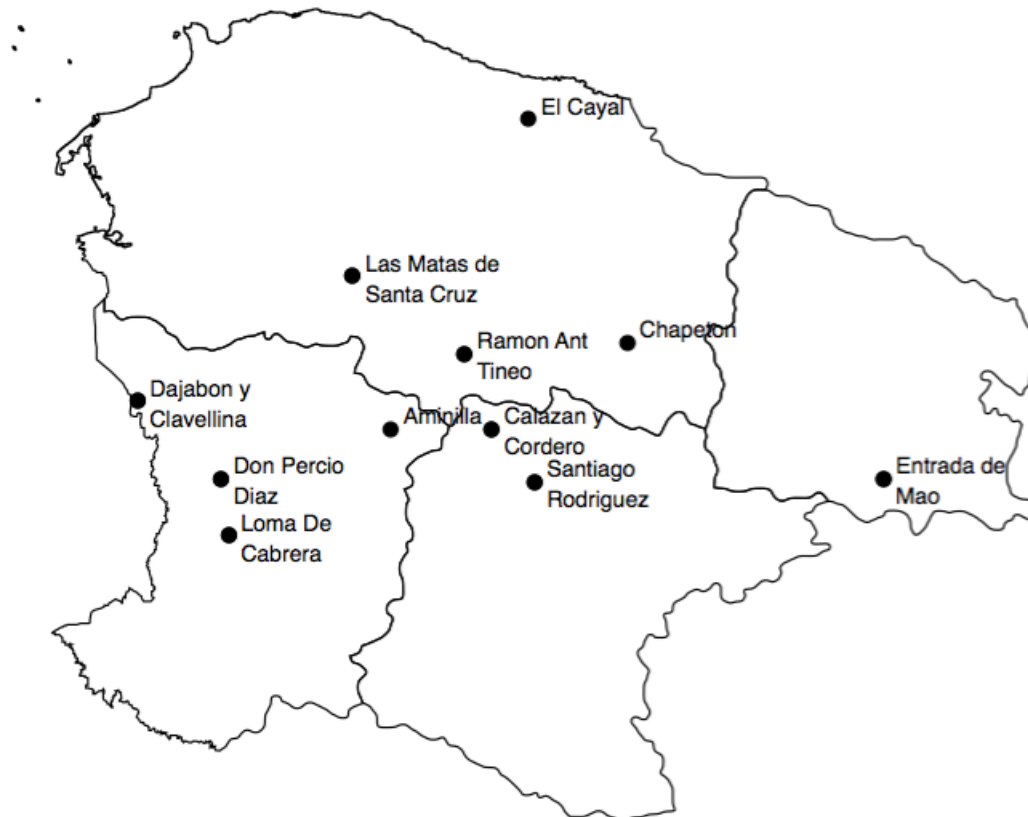 El Cayal
Las Matas de
Santa Cruz
Chapeton
Ramon Ant
Tineo
Dajabon y
Clavellina
Aminilla
Calazan y
Cordero
Don Percio
Diaz
Santiago
Rodriguez
Entrada de
Mao
Loma De
Cabrera